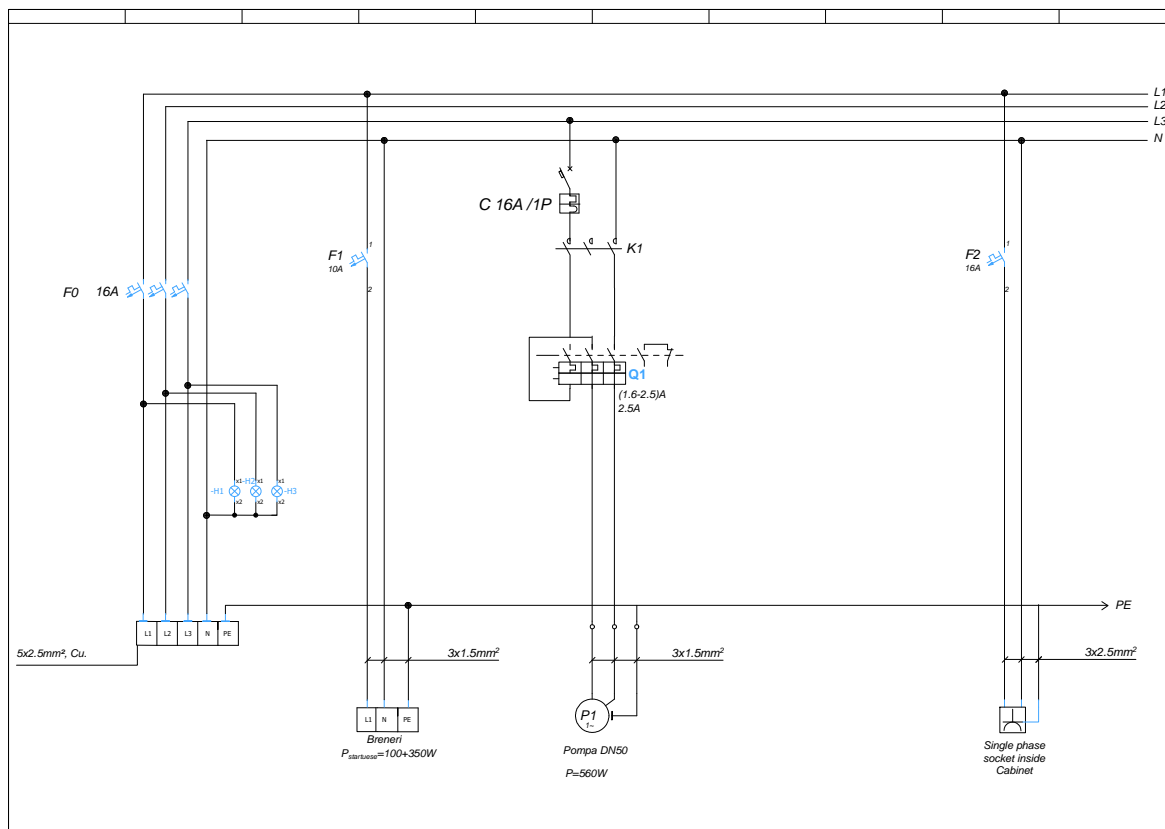 L1
L2
L3
N
C 16A /1P
K1
F1
10A
1
2
F2
16A
1
2
F0 16A
Q1
(1.6-2.5)A
2.5A
-H1
x1
x2
-H2
x1
x2
-H3
x1
x2
PE
L1 L2 L3 N PE
5x2.5mm², Cu.
3x1.5mm²
3x1.5mm²
3x2.5mm²
L1 N PE
Breneri
Pstartuese=100+350W
P1
1~
Pompa DN50
P=560W
Single phase
socket inside
Cabinet